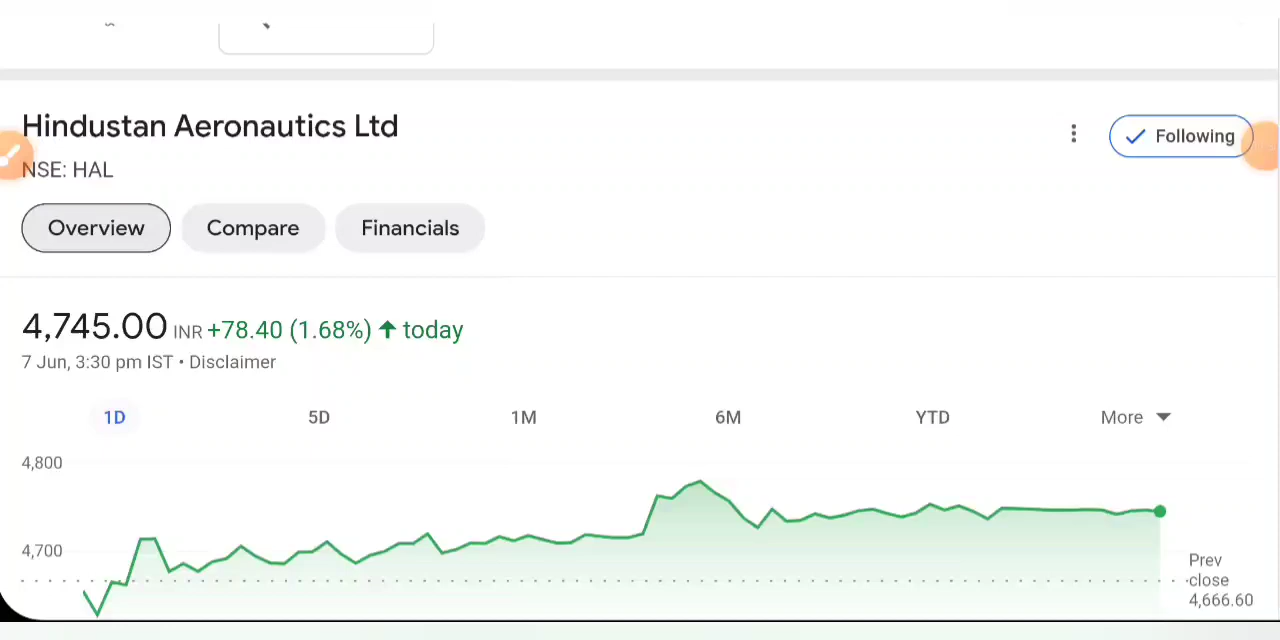 Hindustan Aeronautics Ltd
Following
NSE: HAL
Overview
Compare
Financials
4,745.00 INR +78.40 (1.68%) ↑ today
7 Jun, 3:30 pm IST • Disclaimer
1D
5D
1M
6M
YTD
More
4,800
4,700
Prev
close
4,666.60